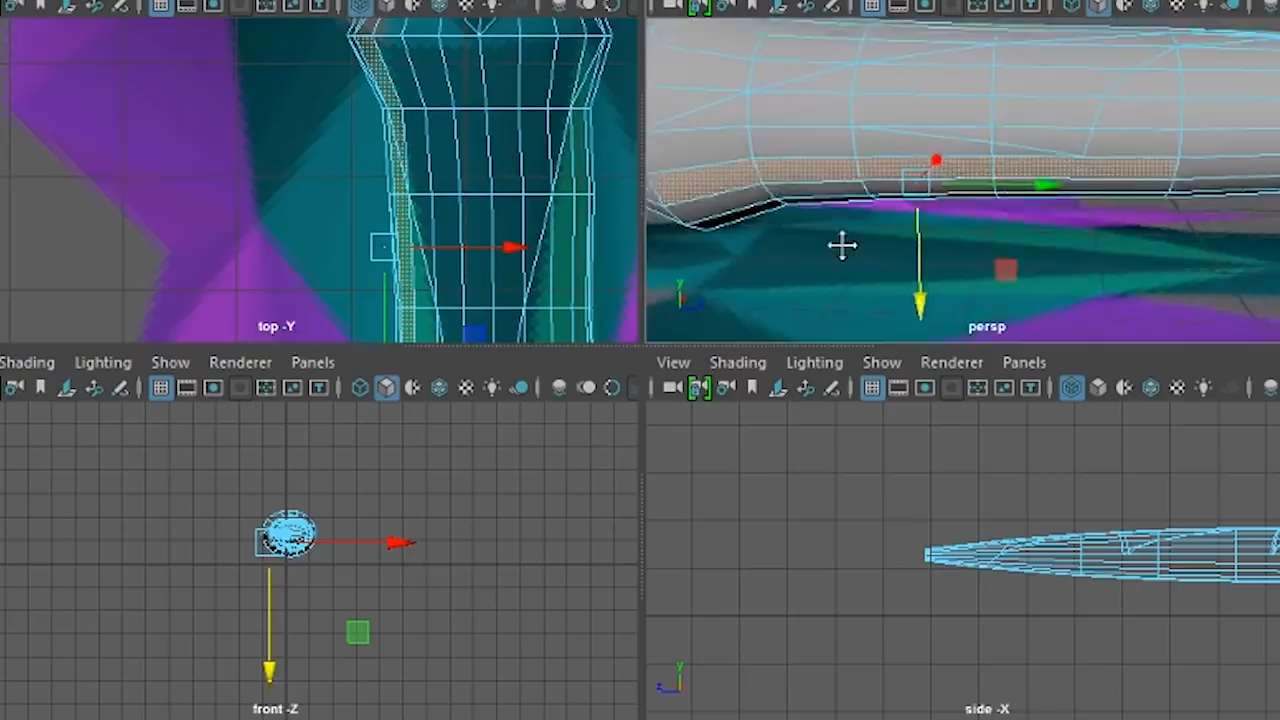 top -Y
persp
Shading Lighting Show Renderer Panels
View Shading Lighting Show Renderer Panels
front -Z
side -X
y
y
z